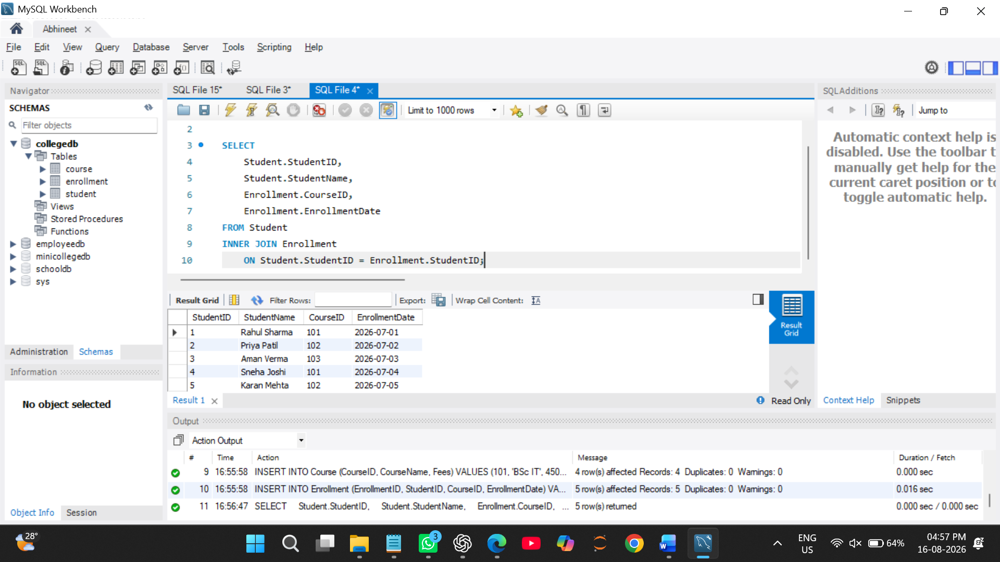 MySQL Workbench
Abhineet
File Edit View Query Database Server Tools Scripting Help
Navigator
SCHEMAS
Filter objects
collegedb
Tables
course
enrollment
student
Views
Stored Procedures
Functions
employeedb
minicollegedb
schooldb
sys
Administration Schemas
Information
No object selected
Object Info Session
SQL File 15* SQL File 3* SQL File 4*
Limit to 1000 rows
2
3 SELECT
4 Student.StudentID,
5 Student.StudentName,
6 Enrollment.CourseID,
7 Enrollment.EnrollmentDate
8 FROM Student
9 INNER JOIN Enrollment
10 ON Student.StudentID = Enrollment.StudentID;
Result Grid Filter Rows: Export: Wrap Cell Content:
StudentID StudentName CourseID EnrollmentDate
1 Rahul Sharma 101 2026-07-01
2 Priya Patil 102 2026-07-02
3 Aman Verma 103 2026-07-03
4 Sneha Joshi 101 2026-07-04
5 Karan Mehta 102 2026-07-05
Result
Grid
Result 1
Read Only
SQLAdditions
Jump to
Automatic context help is
disabled. Use the toolbar t
manually get help for the
current caret position or to
toggle automatic help.
Context Help Snippets
Output
Action Output
# Time Action Message Duration / Fetch
9 16:55:58 INSERT INTO Course (CourseID, CourseName, Fees) VALUES (101, 'BSc IT', 450... 4 row(s) affected Records: 4 Duplicates: 0 Warnings: 0 0.000 sec
10 16:55:58 INSERT INTO Enrollment (EnrollmentID, StudentID, CourseID, EnrollmentDate) VA... 5 row(s) affected Records: 5 Duplicates: 0 Warnings: 0 0.016 sec
11 16:56:47 SELECT Student.StudentID, Student.StudentName, Enrollment.CourseID, ... 5 row(s) returned 0.000 sec / 0.000 sec
28°
3
ENG
US
64%
04:57 PM
16-08-2026